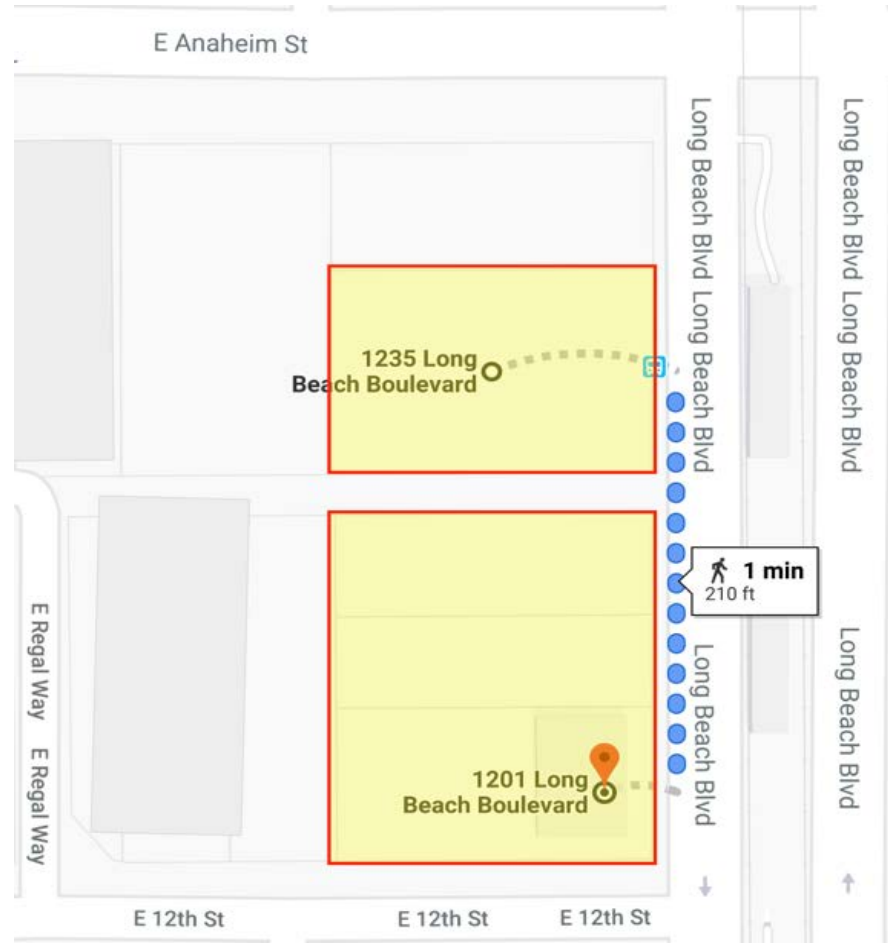 E Anaheim St
Long Beach Blvd
Long Beach Blvd
Long Beach Blvd
Long Beach Blvd
1235 Long
Beach Boulevard
1 min
210 ft
E Regal Way
E Regal Way
Long Beach Blvd
Long Beach Blvd
1201 Long
Beach Boulevard
E 12th St
E 12th St
E 12th St